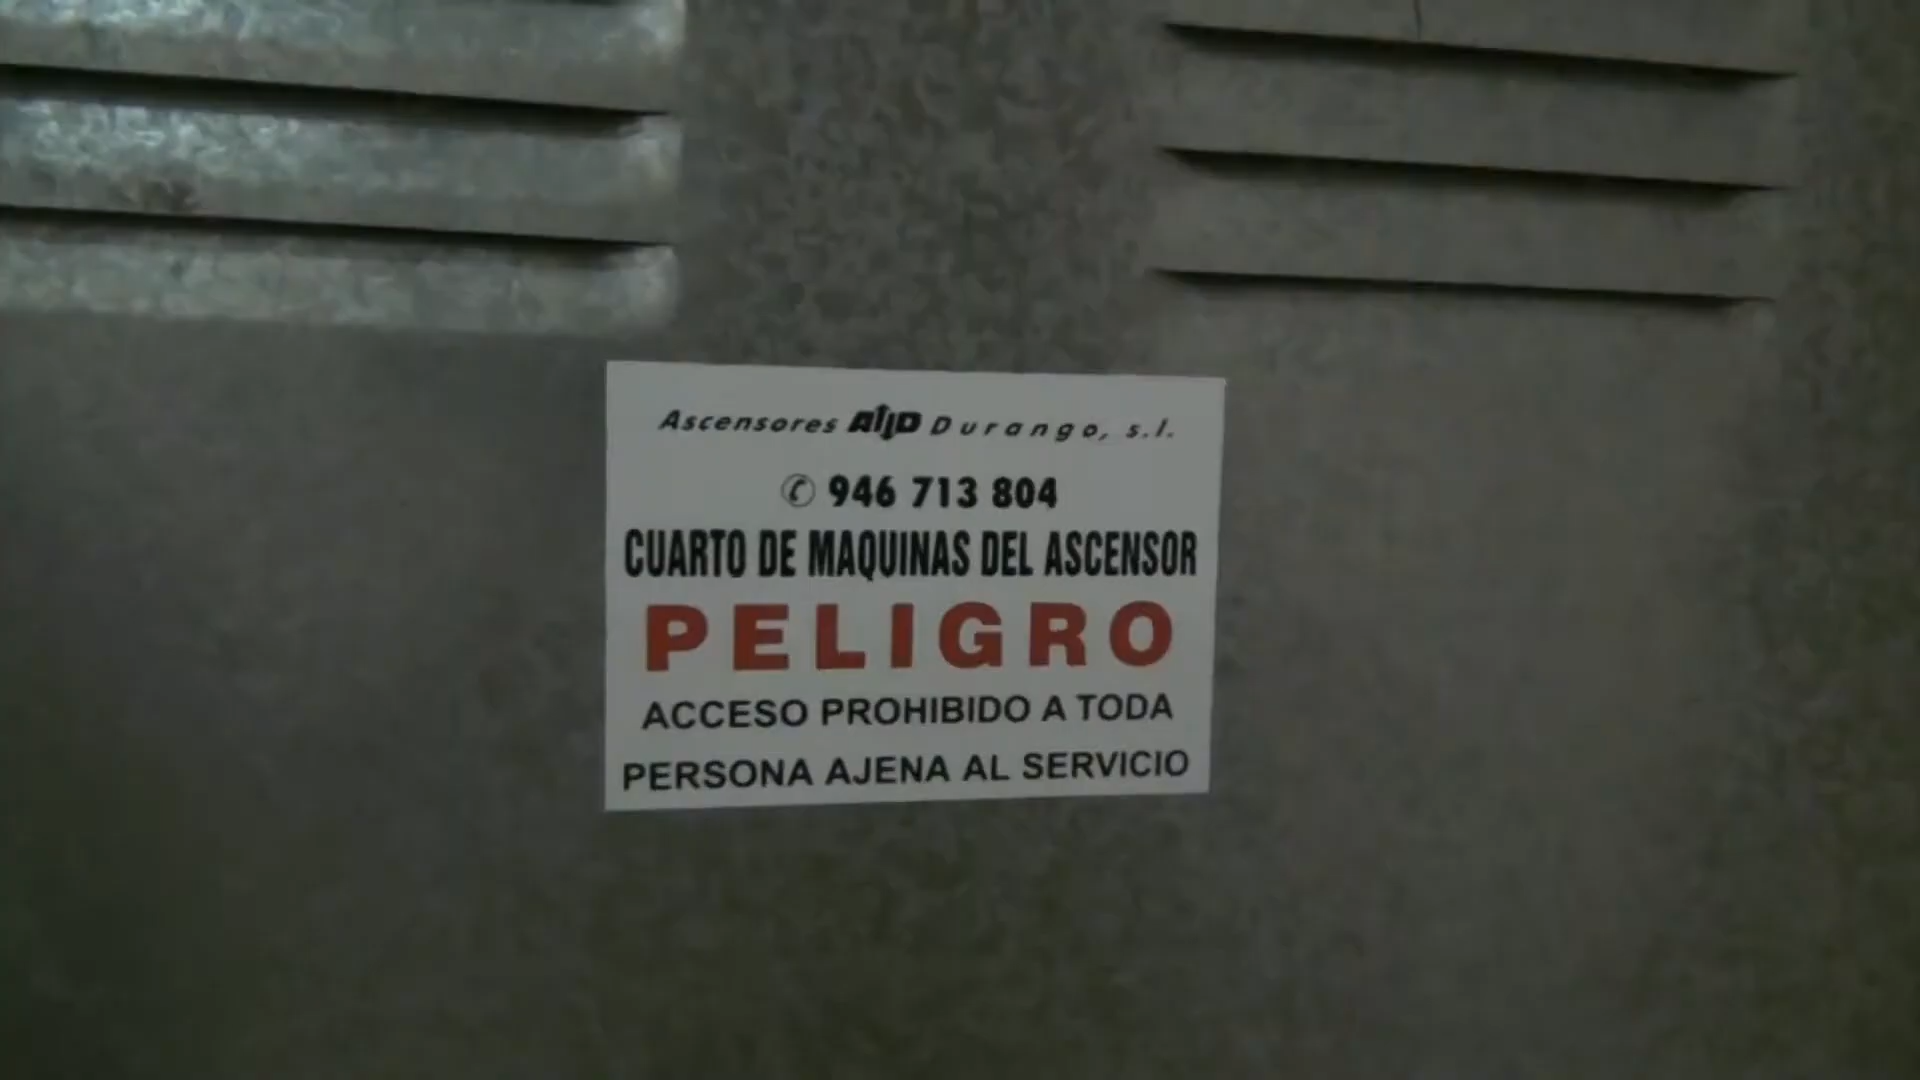 Ascensores AD Durango, s.l.
✆ 946 713 804
CUARTO DE MAQUINAS DEL ASCENSOR
PELIGRO
ACCESO PROHIBIDO A TODA
PERSONA AJENA AL SERVICIO